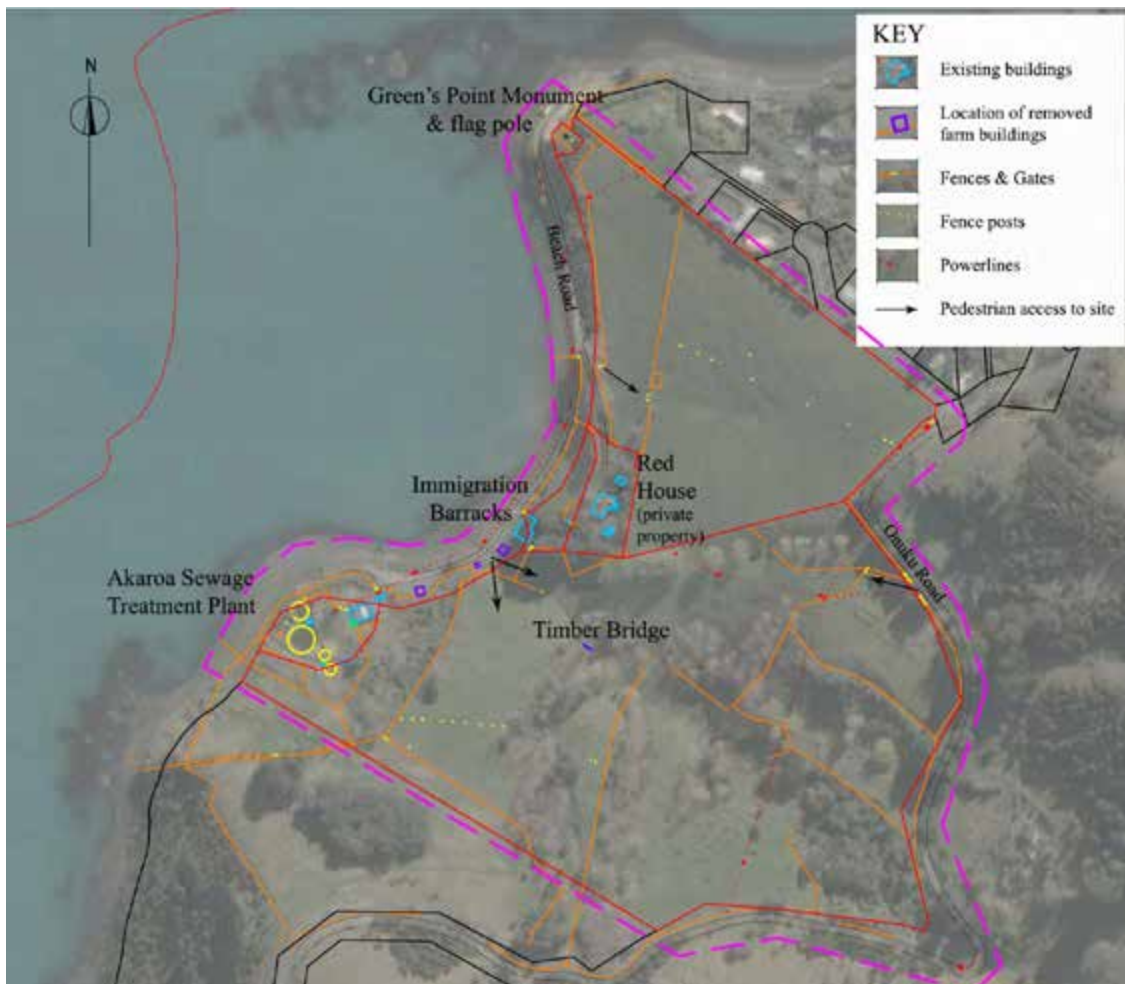 N
Green's Point Monument
& flag pole
Beach Road
Immigration
Barracks
Red
House
(private
property)
Akaroa Sewage
Treatment Plant
Timber Bridge
Onuku Road
KEY
Existing buildings
Location of removed
farm buildings
Fences & Gates
Fence posts
Powerlines
Pedestrian access to site